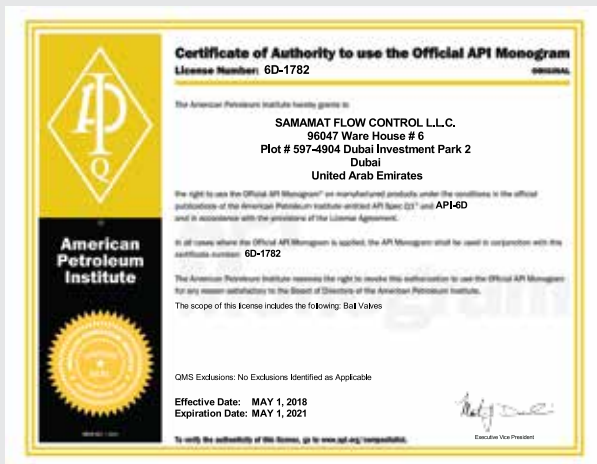 Certificate of Authority to use the Official API Monogram
License Number: 6D-1782
ORIGINAL
The American Petroleum Institute hereby grants to
SAMAMAT FLOW CONTROL L.L.C.
96047 Ware House # 6
Plot # 597-4904 Dubai Investment Park 2
Dubai
United Arab Emirates
the right to use the Official API Monogram® on manufactured products under the conditions in the official
publications of the American Petroleum Institute entitled API Spec Q1® and API-6D
and in accordance with the provisions of the License Agreement.
In all cases where the Official API Monogram is applied, the API Monogram shall be used in conjunction with this
certificate number: 6D-1782
The American Petroleum Institute reserves the right to revoke this authorization to use the Official API Monogram
for any reason satisfactory to the Board of Directors of the American Petroleum Institute.
The scope of this license includes the following: Ball Valves
QMS Exclusions: No Exclusions Identified as Applicable
Effective Date: MAY 1, 2018
Expiration Date: MAY 1, 2021
To verify the authenticity of this license, go to www.api.org/compositelist.
Executive Vice President
API
Q
American
Petroleum
Institute